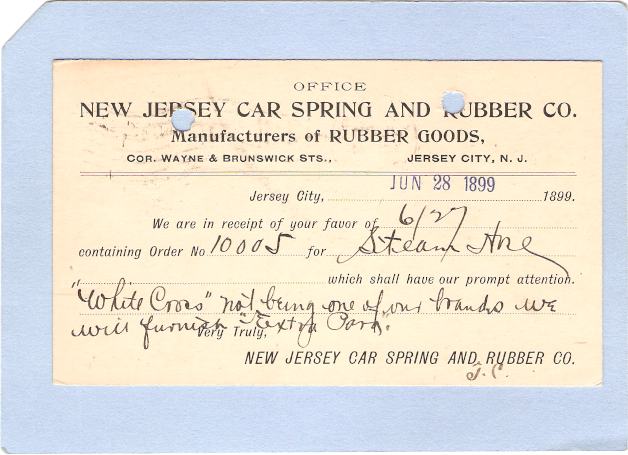 OFFICE
NEW JERSEY CAR SPRING AND RUBBER CO.
Manufacturers of RUBBER GOODS,
COR. WAYNE & BRUNSWICK STS., JERSEY CITY, N. J.
Jersey City, JUN 28 1899 1899.
We are in receipt of your favor of 6/27
containing Order No 10005 for Steam Hose
which shall have our prompt attention.
"White Cross" not being one of our brands we
will furnish "Extra Para."
Very Truly,
NEW JERSEY CAR SPRING AND RUBBER CO.